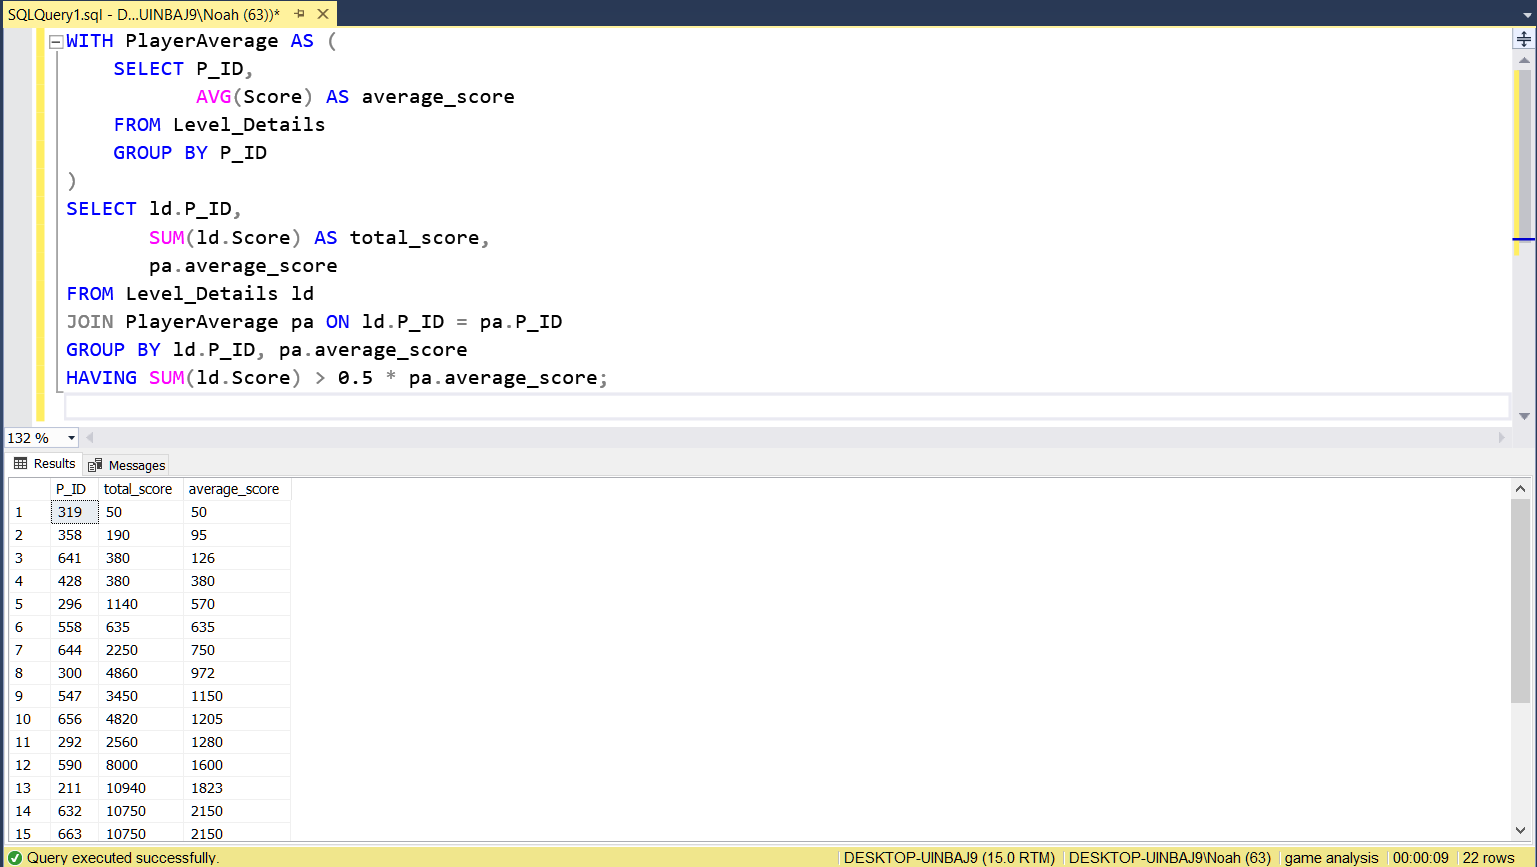 SQLQuery1.sql - D...UINBAJ9\Noah (63))*
WITH PlayerAverage AS (
SELECT P_ID,
AVG(Score) AS average_score
FROM Level_Details
GROUP BY P_ID
)
SELECT ld.P_ID,
SUM(ld.Score) AS total_score,
pa.average_score
FROM Level_Details ld
JOIN PlayerAverage pa ON ld.P_ID = pa.P_ID
GROUP BY ld.P_ID, pa.average_score
HAVING SUM(ld.Score) > 0.5 * pa.average_score;
132 %
Results Messages
P_ID total_score average_score
1 319 50 50
2 358 190 95
3 641 380 126
4 428 380 380
5 296 1140 570
6 558 635 635
7 644 2250 750
8 300 4860 972
9 547 3450 1150
10 656 4820 1205
11 292 2560 1280
12 590 8000 1600
13 211 10940 1823
14 632 10750 2150
15 663 10750 2150
Query executed successfully. DESKTOP-UINBAJ9 (15.0 RTM) DESKTOP-UINBAJ9\Noah (63) game analysis 00:00:09 22 rows